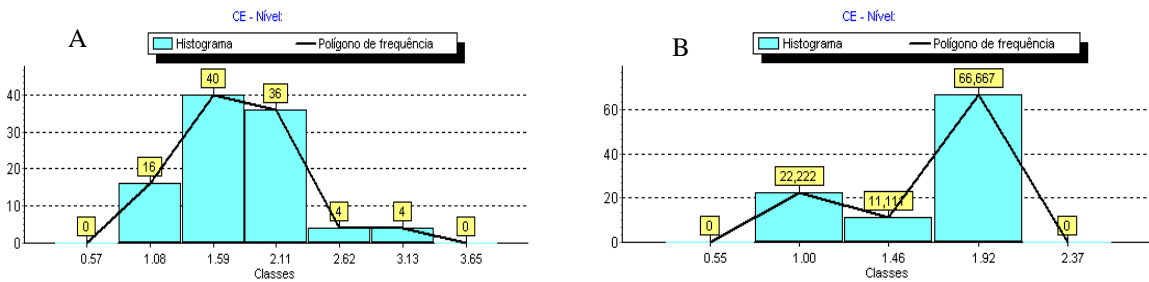 A
CE - Nível:
Histograma Polígono de frequência
40
36
16
4
4
0
0
40
30
20
10
0
0.57 1.08 1.59 2.11 2.62 3.13 3.65
Classes
B
CE - Nível:
Histograma Polígono de frequência
66,667
22,222
11,111
0
0
60
40
20
0
0.55 1.00 1.46 1.92 2.37
Classes